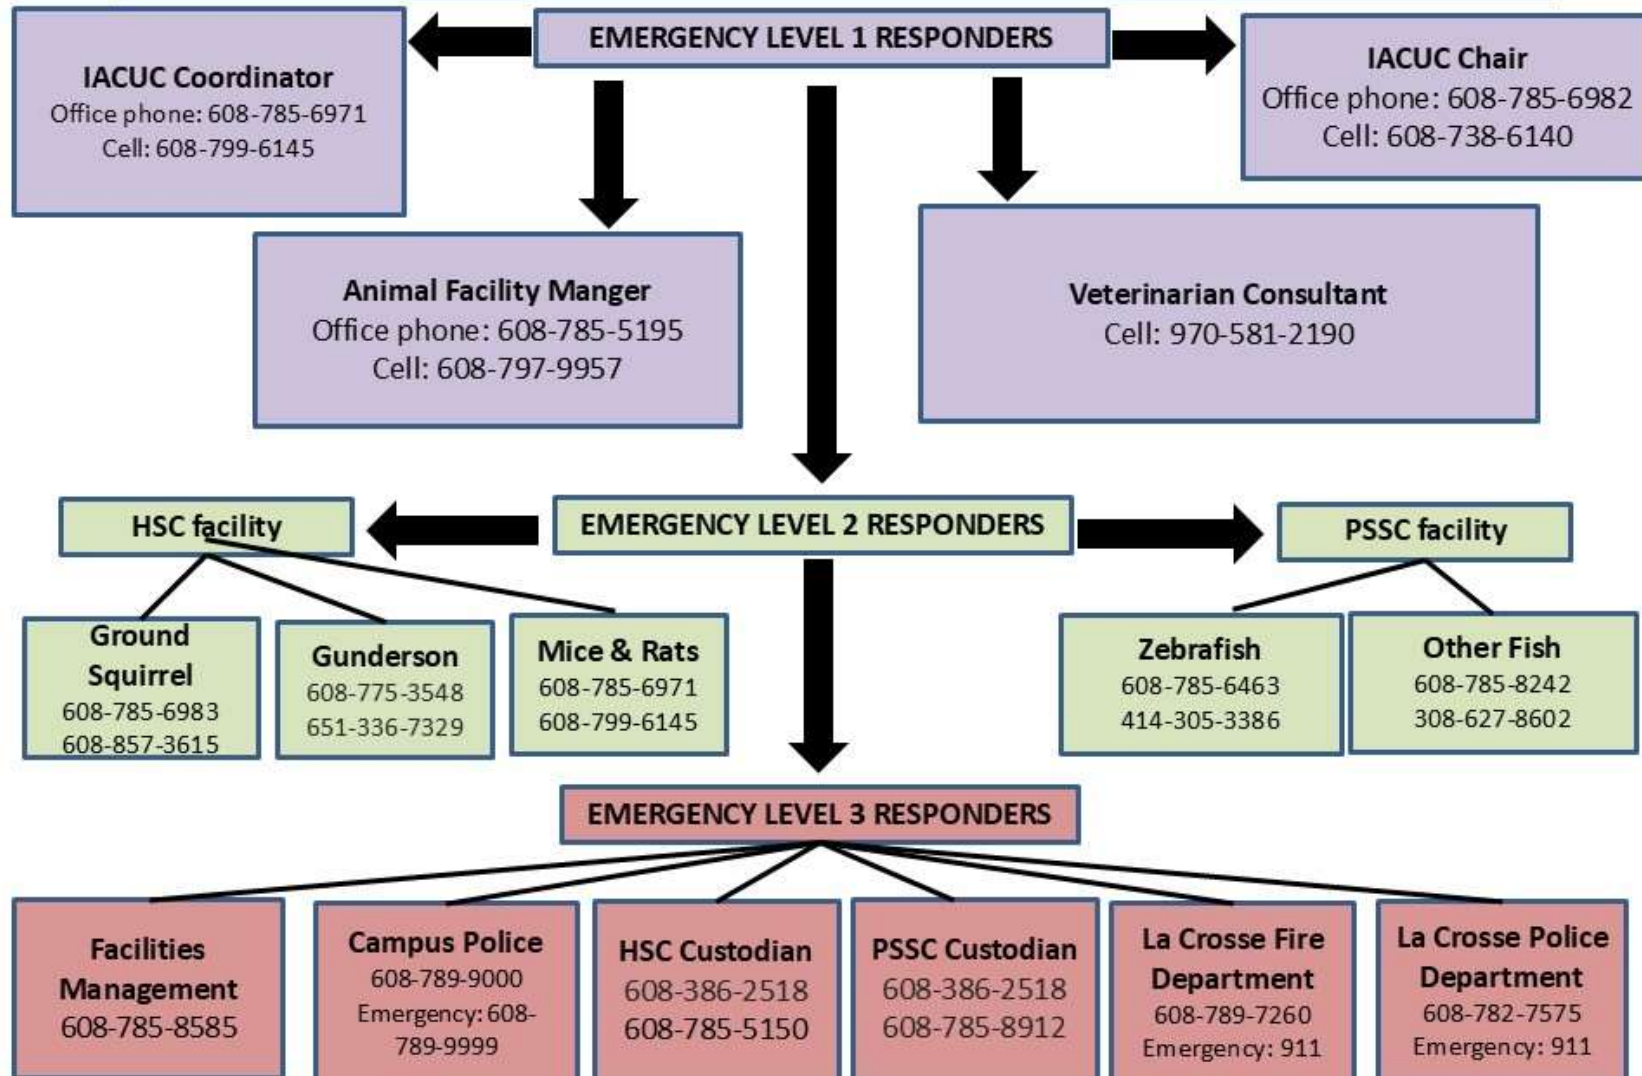 EMERGENCY LEVEL 1 RESPONDERS
IACUC Coordinator
Office phone: 608-785-6971
Cell: 608-799-6145
IACUC Chair
Office phone: 608-785-6982
Cell: 608-738-6140
Animal Facility Manger
Office phone: 608-785-5195
Cell: 608-797-9957
Veterinarian Consultant
Cell: 970-581-2190
EMERGENCY LEVEL 2 RESPONDERS
HSC facility
PSSC facility
Ground
Squirrel
608-785-6983
608-857-3615
Gunderson
608-775-3548
651-336-7329
Mice & Rats
608-785-6971
608-799-6145
Zebrafish
608-785-6463
414-305-3386
Other Fish
608-785-8242
308-627-8602
EMERGENCY LEVEL 3 RESPONDERS
Facilities
Management
608-785-8585
Campus Police
608-789-9000
Emergency: 608-
789-9999
HSC Custodian
608-386-2518
608-785-5150
PSSC Custodian
608-386-2518
608-785-8912
La Crosse Fire
Department
608-789-7260
Emergency: 911
La Crosse Police
Department
608-782-7575
Emergency: 911